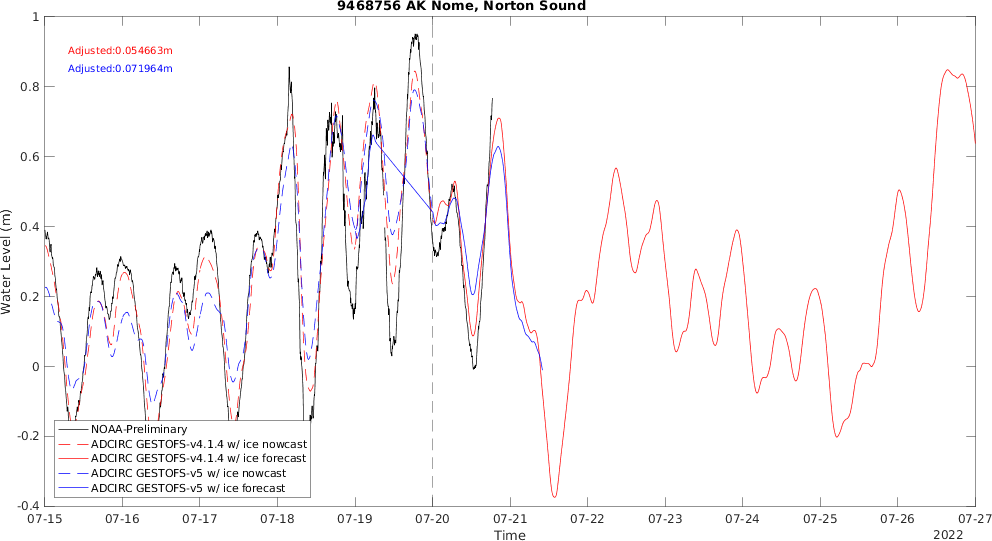 9468756 AK Nome, Norton Sound
Adjusted:0.054663m
Adjusted:0.071964m
Water Level (m)
1
0.8
0.6
0.4
0.2
0
-0.2
-0.4
NOAA-Preliminary
ADCIRC GESTOFS-v4.1.4 w/ ice nowcast
ADCIRC GESTOFS-v4.1.4 w/ ice forecast
ADCIRC GESTOFS-v5 w/ ice nowcast
ADCIRC GESTOFS-v5 w/ ice forecast
07-15 07-16 07-17 07-18 07-19 07-20 07-21 07-22 07-23 07-24 07-25 07-26 07-27
Time
2022